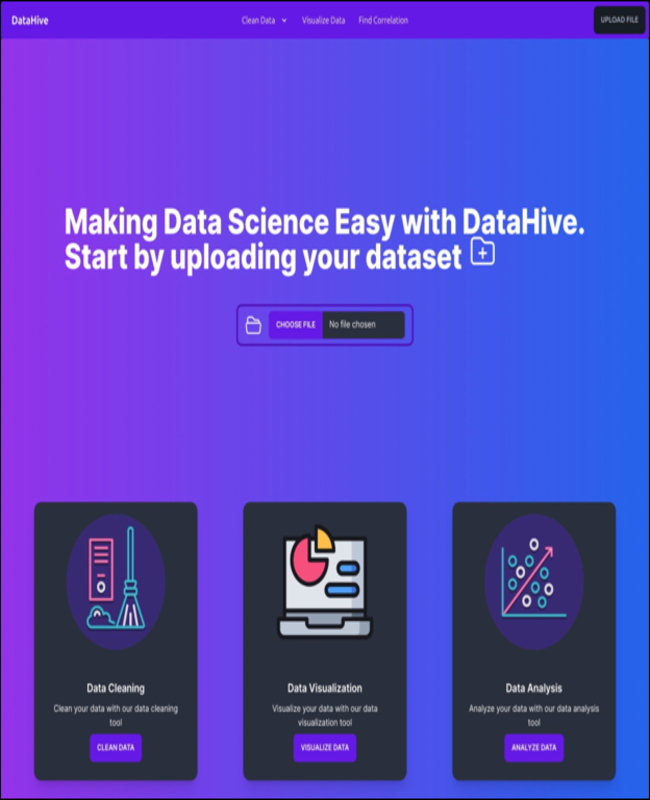 DataHive
Clean Data
Visualize Data
Find Correlation
UPLOAD FILE
Making Data Science Easy with DataHive.
Start by uploading your dataset
CHOOSE FILE
No file chosen
Data Cleaning
Clean your data with our data cleaning
tool
CLEAN DATA
Data Visualization
Visualize your data with our data
visualization tool
VISUALIZE DATA
Data Analysis
Analyze your data with our data analysis
tool
ANALYZE DATA